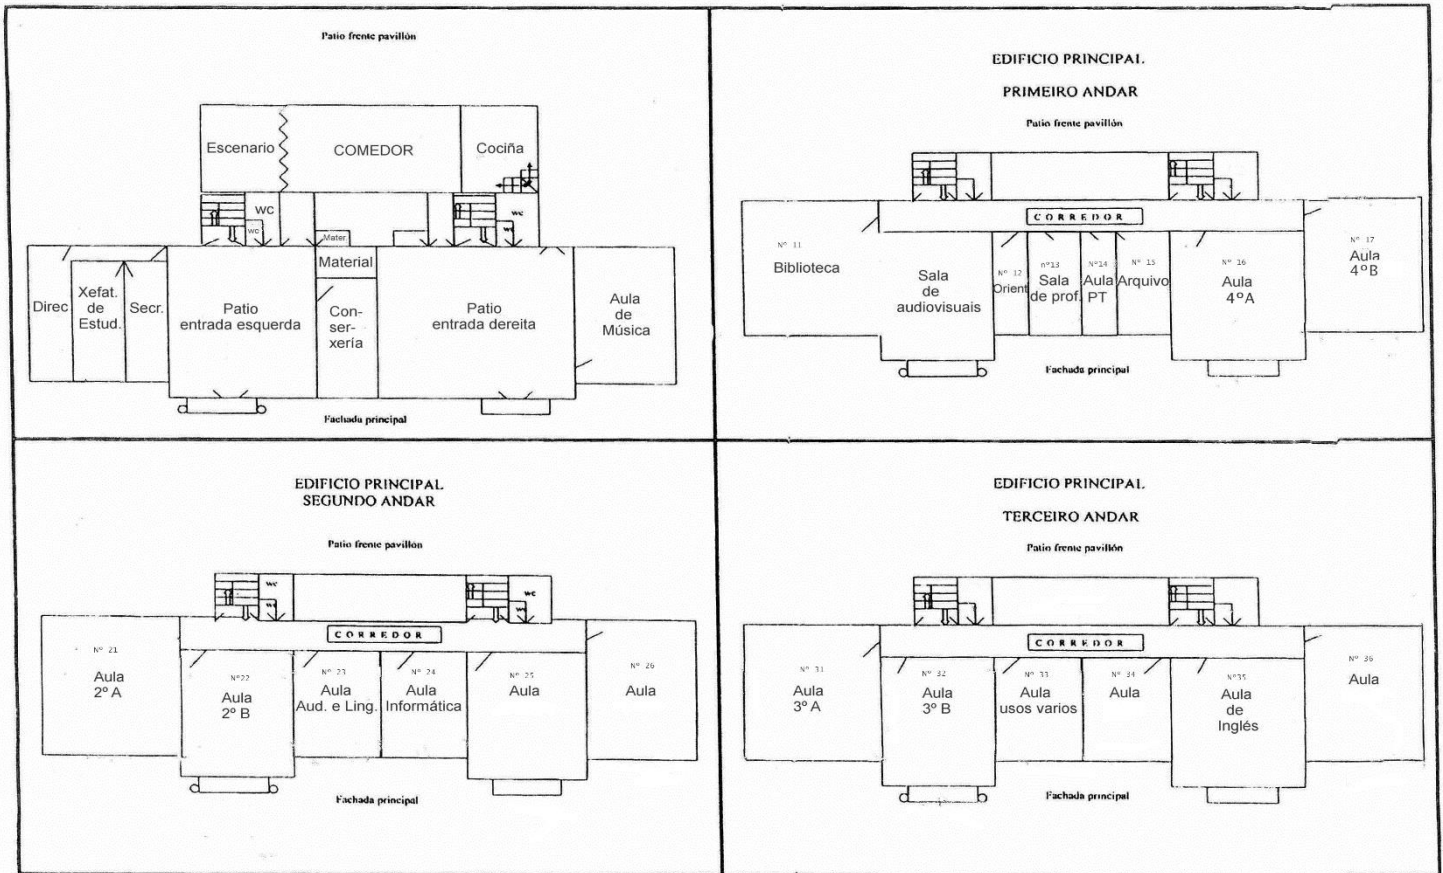 Patio frente pavillón
Escenario
COMEDOR
Cociña
WC
wc
wc
wc
Mater.
Material
Direc
Xefat.
de
Estud.
Secr.
Patio
entrada esquerda
Con-
ser-
xería
Patio
entrada dereita
Aula
de
Música
Fachada principal
EDIFICIO PRINCIPAL
PRIMEIRO ANDAR
Patio frente pavillón
CORREDOR
Nº 11
Biblioteca
Sala
de
audiovisuais
Nº 12
Orient
nº13
Sala
de prof.
Nº14
Aula
PT
Nº 15
Arquivo
Nº 16
Aula
4ºA
Nº 17
Aula
4ºB
Fachada principal
EDIFICIO PRINCIPAL
SEGUNDO ANDAR
Patio frente pavillón
wc
wc
wc
wc
CORREDOR
Nº 21
Aula
2º A
Nº22
Aula
2º B
Nº 23
Aula
Aud. e Ling.
Nº 24
Aula
Informática
Nº 25
Aula
Nº 26
Aula
Fachada principal
EDIFICIO PRINCIPAL
TERCEIRO ANDAR
Patio frente pavillón
CORREDOR
Nº 31
Aula
3º A
Nº 32
Aula
3º B
Nº 33
Aula
usos varios
Nº 34
Aula
Nº35
Aula
de
Inglés
Nº 36
Aula
Fachada principal